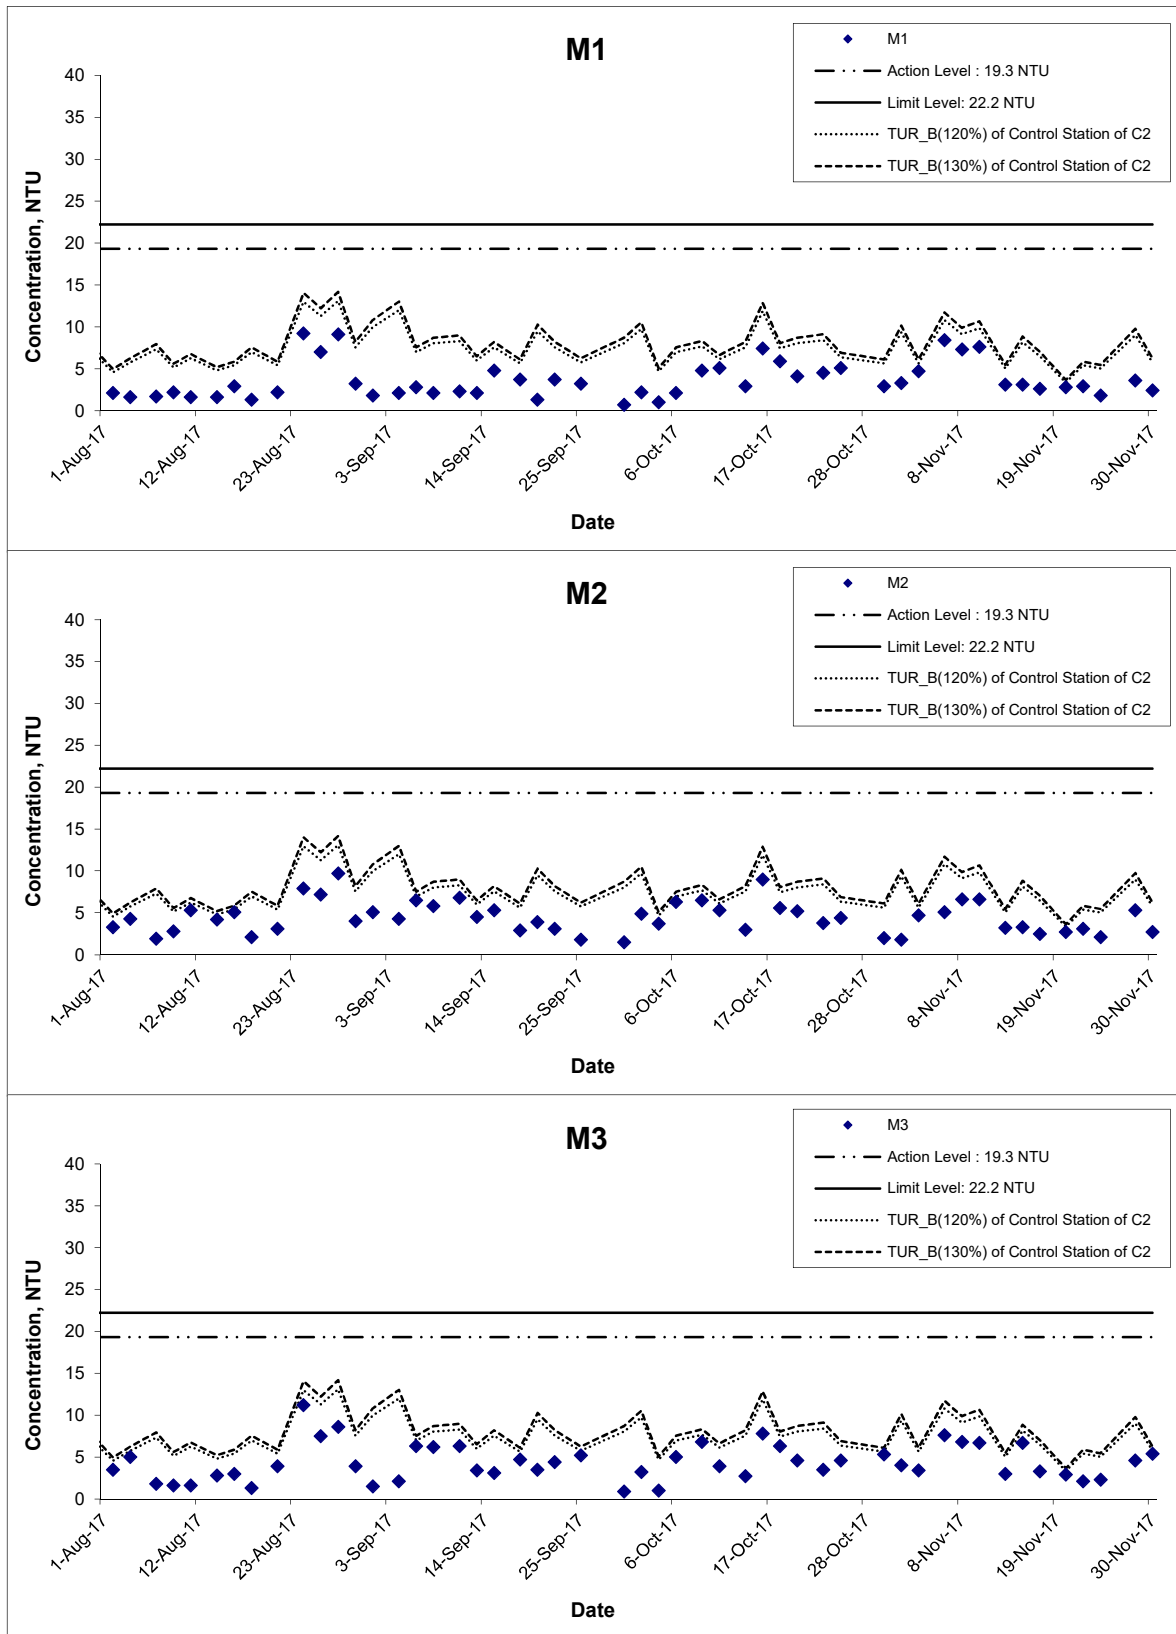 M1
M1
Action Level : 19.3 NTU
Limit Level: 22.2 NTU
TUR_B(120%) of Control Station of C2
TUR_B(130%) of Control Station of C2
Concentration, NTU
40
35
30
25
20
15
10
5
0
1-Aug-17
12-Aug-17
23-Aug-17
3-Sep-17
14-Sep-17
25-Sep-17
6-Oct-17
17-Oct-17
28-Oct-17
8-Nov-17
19-Nov-17
30-Nov-17
Date
M2
M2
Action Level : 19.3 NTU
Limit Level: 22.2 NTU
TUR_B(120%) of Control Station of C2
TUR_B(130%) of Control Station of C2
Concentration, NTU
40
35
30
25
20
15
10
5
0
1-Aug-17
12-Aug-17
23-Aug-17
3-Sep-17
14-Sep-17
25-Sep-17
6-Oct-17
17-Oct-17
28-Oct-17
8-Nov-17
19-Nov-17
30-Nov-17
Date
M3
M3
Action Level : 19.3 NTU
Limit Level: 22.2 NTU
TUR_B(120%) of Control Station of C2
TUR_B(130%) of Control Station of C2
Concentration, NTU
40
35
30
25
20
15
10
5
0
1-Aug-17
12-Aug-17
23-Aug-17
3-Sep-17
14-Sep-17
25-Sep-17
6-Oct-17
17-Oct-17
28-Oct-17
8-Nov-17
19-Nov-17
30-Nov-17
Date